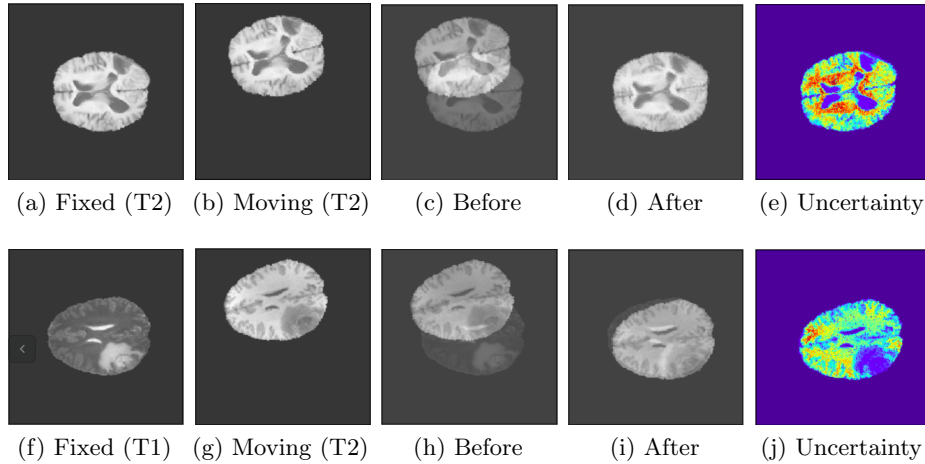 (a) Fixed (T2) (b) Moving (T2) (c) Before (d) After (e) Uncertainty
(f) Fixed (T1) (g) Moving (T2) (h) Before (i) After (j) Uncertainty